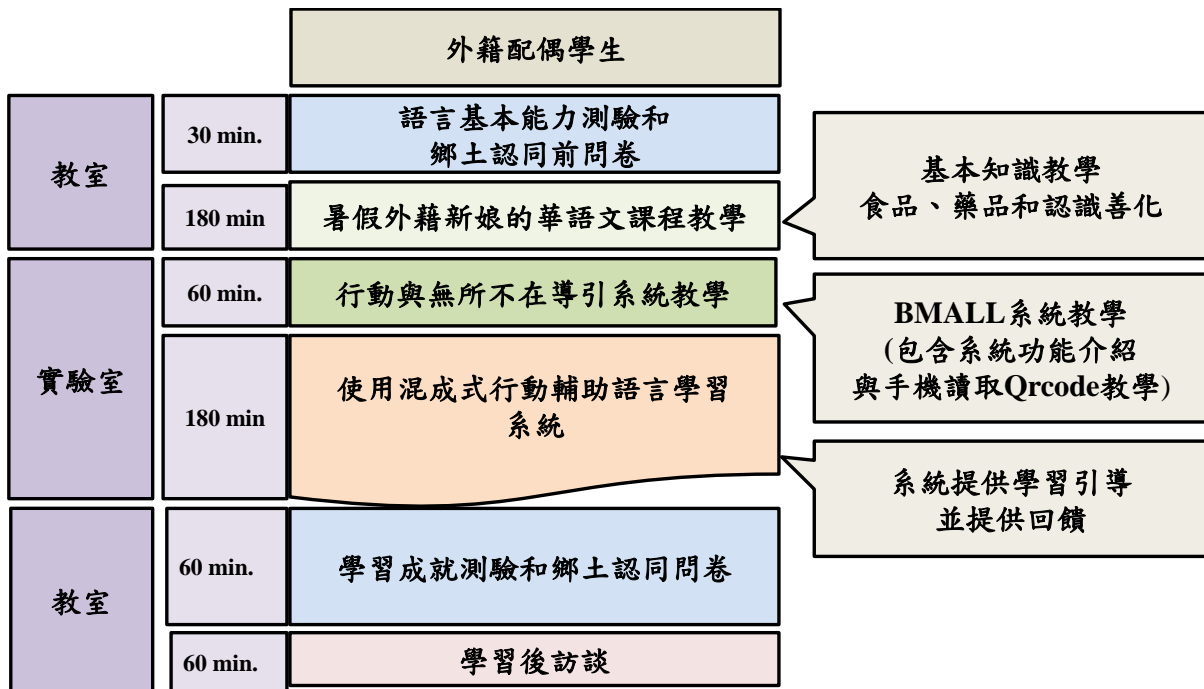 外籍配偶學生
教室
30 min.
語言基本能力測驗和
鄉土認同前問卷
180 min
暑假外籍新娘的華語文課程教學
基本知識教學
食品、藥品和認識善化
實驗室
60 min.
行動與無所不在導引系統教學
BMALL系統教學
(包含系統功能介紹
與手機讀取Qrcode教學)
180 min
使用混成式行動輔助語言學習
系統
系統提供學習引導
並提供回饋
教室
60 min.
學習成就測驗和鄉土認同問卷
60 min.
學習後訪談